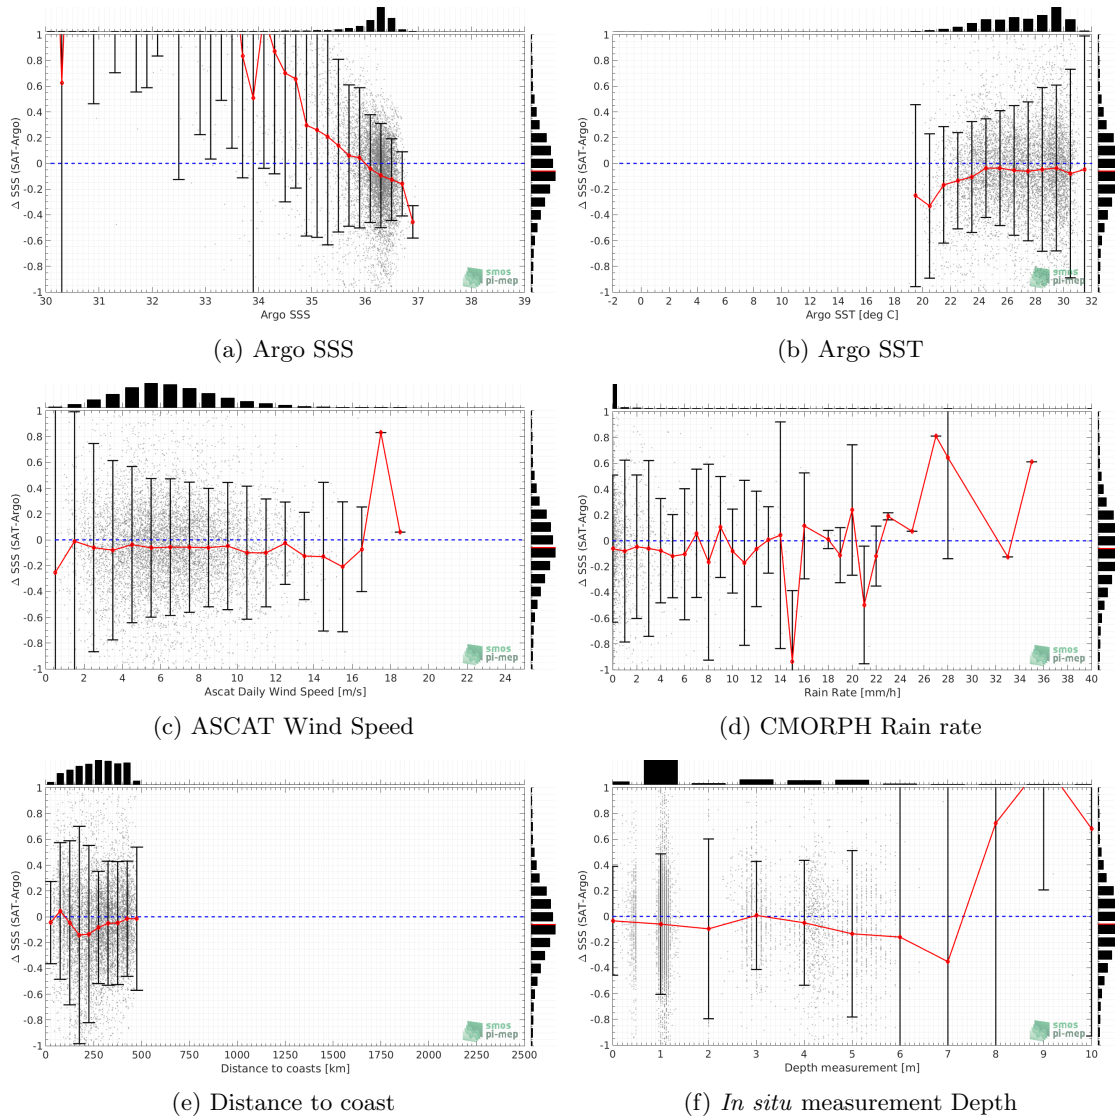 1
0.8
0.6
0.4
0.2
0
-0.2
-0.4
-0.6
-0.8
-1
Δ SSS (SAT-Argo)
30 31 32 33 34 35 36 37 38 39
Argo SSS
smos
pi-mep
(a) Argo SSS
1
0.8
0.6
0.4
0.2
0
-0.2
-0.4
-0.6
-0.8
-1
Δ SSS (SAT-Argo)
-2 0 2 4 6 8 10 12 14 16 18 20 22 24 26 28 30 32
Argo SST [deg C]
smos
pi-mep
(b) Argo SST
1
0.8
0.6
0.4
0.2
0
-0.2
-0.4
-0.6
-0.8
-1
Δ SSS (SAT-Argo)
0 2 4 6 8 10 12 14 16 18 20 22 24
Ascat Daily Wind Speed [m/s]
smos
pi-mep
(c) ASCAT Wind Speed
1
0.8
0.6
0.4
0.2
0
-0.2
-0.4
-0.6
-0.8
-1
Δ SSS (SAT-Argo)
0 2 4 6 8 10 12 14 16 18 20 22 24 26 28 30 32 34 36 38 40
Rain Rate [mm/h]
smos
pi-mep
(d) CMORPH Rain rate
1
0.8
0.6
0.4
0.2
0
-0.2
-0.4
-0.6
-0.8
-1
Δ SSS (SAT-Argo)
0 250 500 750 1000 1250 1500 1750 2000 2250 2500
Distance to coasts [km]
smos
pi-mep
(e) Distance to coast
1
0.8
0.6
0.4
0.2
0
-0.2
-0.4
-0.6
-0.8
-1
Δ SSS (SAT-Argo)
0 1 2 3 4 5 6 7 8 9 10
Depth measurement [m]
smos
pi-mep
(f) In situ measurement Depth